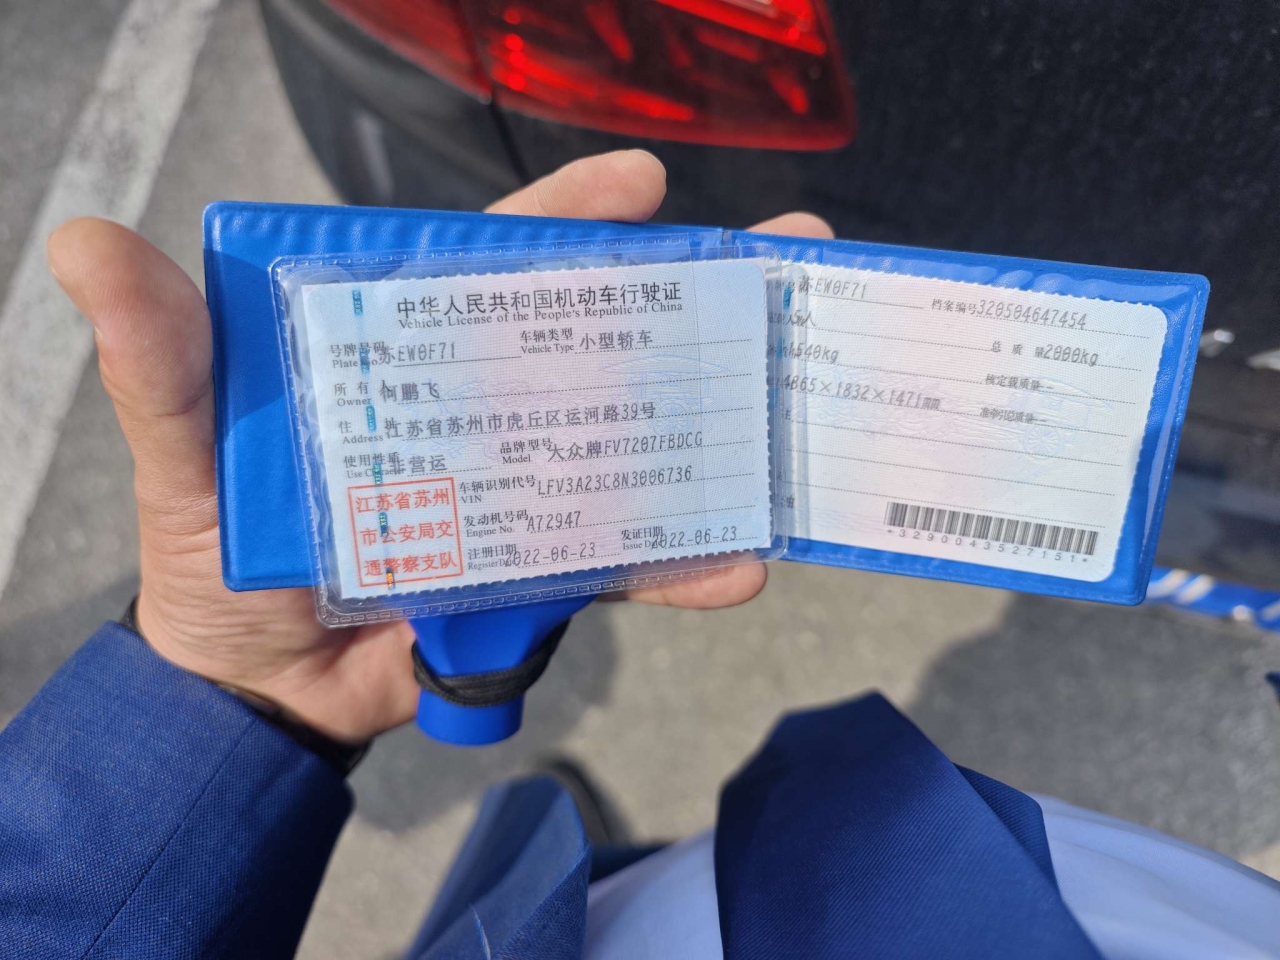 中华人民共和国机动车行驶证
Vehicle License of the People's Republic of China
号牌号码 苏EW0F71 车辆类型 小型轿车
Plate No. Vehicle Type
所有人 何鹏飞
Owner
住 江苏省苏州市虎丘区运河路39号
Address
使用性质 非营运 品牌型号 大众牌FV7207FBDCG
Use C Model
车辆识别代号 LFV3A23C8N3006736
VIN
发动机号码 A72947
Engine No.
注册日期 2022-06-23 发证日期 2022-06-23
Register D Issue D
江苏省苏州
市公安局交
通警察支队
苏EW0F71 档案编号 320504647454
5人
540kg 总质量 2000kg
核定载质量 --
4865×1832×1471mm 准牵引总质量 --
*3290043527151*